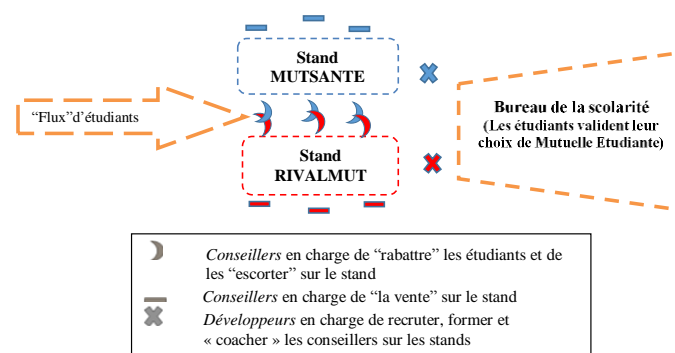 Stand
MUTSANTE
“Flux”d’étudiants
Bureau de la scolarité
(Les étudiants valident leur
choix de Mutuelle Etudiante)
Stand
RIVALMUT
Conseillers en charge de “rabattre” les étudiants et de
les “escorter” sur le stand
Conseillers en charge de “la vente” sur le stand
Développeurs en charge de recruter, former et
« coacher » les conseillers sur les stands